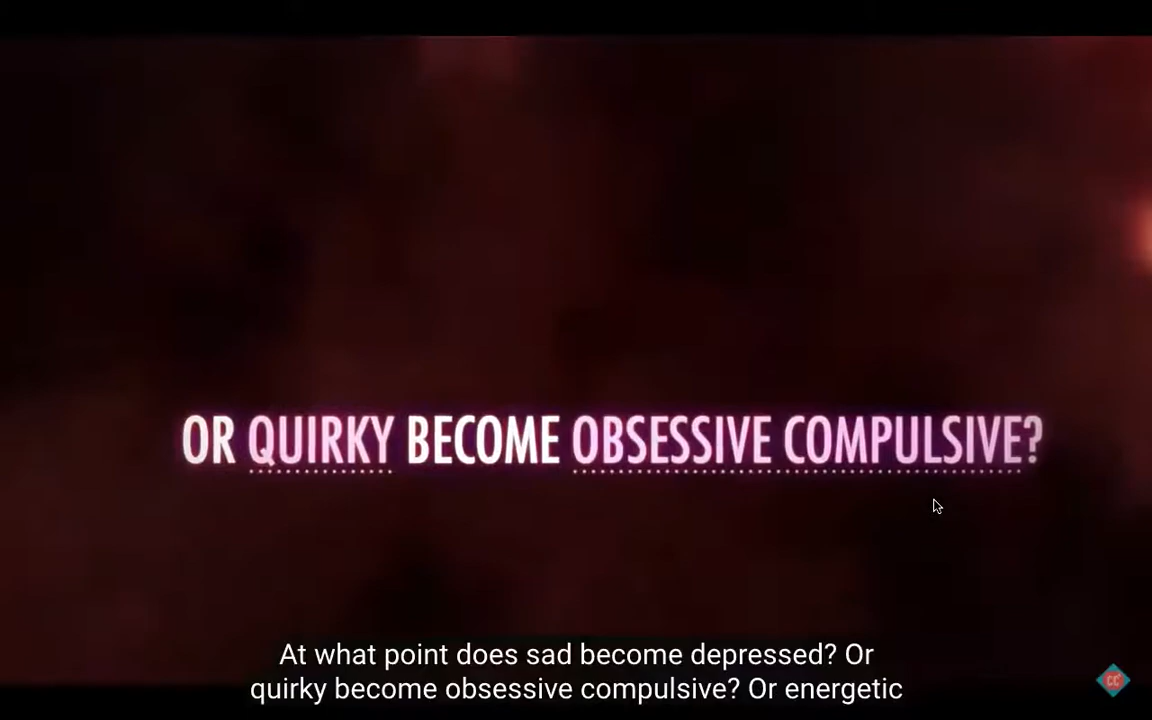 OR QUIRKY BECOME OBSESSIVE COMPULSIVE?
At what point does sad become depressed? Or
quirky become obsessive compulsive? Or energetic
CC